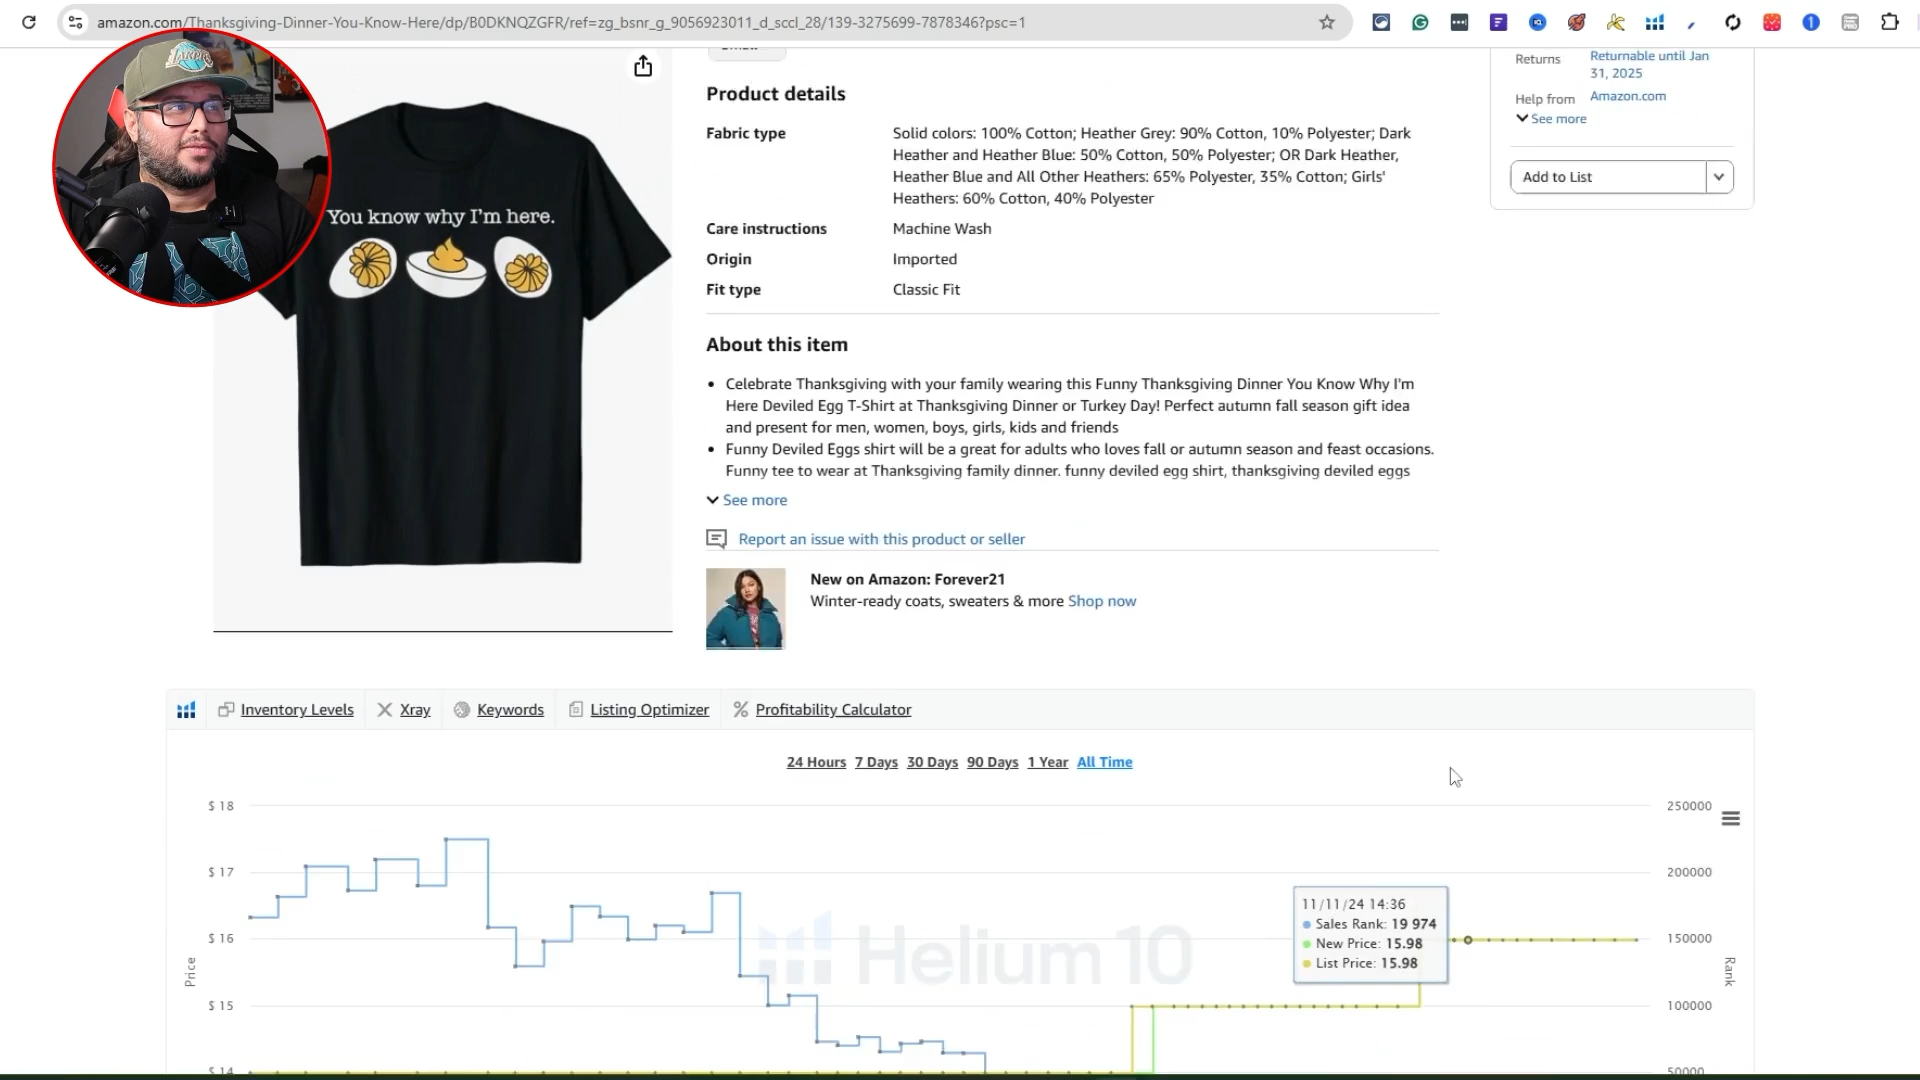 amazon.com/Thanksgiving-Dinner-You-Know-Here/dp/B0DKNQZGFR/ref=zg_bsnr_g_9056923011_d_sccl_28/139-3275699-7878346?psc=1
LAKERS
You know why I'm here.
Product details
Fabric type
Solid colors: 100% Cotton; Heather Grey: 90% Cotton, 10% Polyester; Dark
Heather and Heather Blue: 50% Cotton, 50% Polyester; OR Dark Heather,
Heather Blue and All Other Heathers: 65% Polyester, 35% Cotton; Girls'
Heathers: 60% Cotton, 40% Polyester
Care instructions
Machine Wash
Origin
Imported
Fit type
Classic Fit
About this item
Celebrate Thanksgiving with your family wearing this Funny Thanksgiving Dinner You Know Why I'm
Here Deviled Egg T-Shirt at Thanksgiving Dinner or Turkey Day! Perfect autumn fall season gift idea
and present for men, women, boys, girls, kids and friends
Funny Deviled Eggs shirt will be a great for adults who loves fall or autumn season and feast occasions.
Funny tee to wear at Thanksgiving family dinner. funny deviled egg shirt, thanksgiving deviled eggs
See more
Report an issue with this product or seller
New on Amazon: Forever21
Winter-ready coats, sweaters & more Shop now
Returns
Returnable until Jan
31, 2025
Help from
Amazon.com
See more
Add to List
Inventory Levels
Xray
Keywords
Listing Optimizer
Profitability Calculator
24 Hours 7 Days 30 Days 90 Days 1 Year All Time
$ 18
$ 17
$ 16
$ 15
$ 14
Price
Helium 10
11/11/24 14:36
Sales Rank: 19 974
New Price: 15.98
List Price: 15.98
250000
200000
150000
100000
50000
Rank